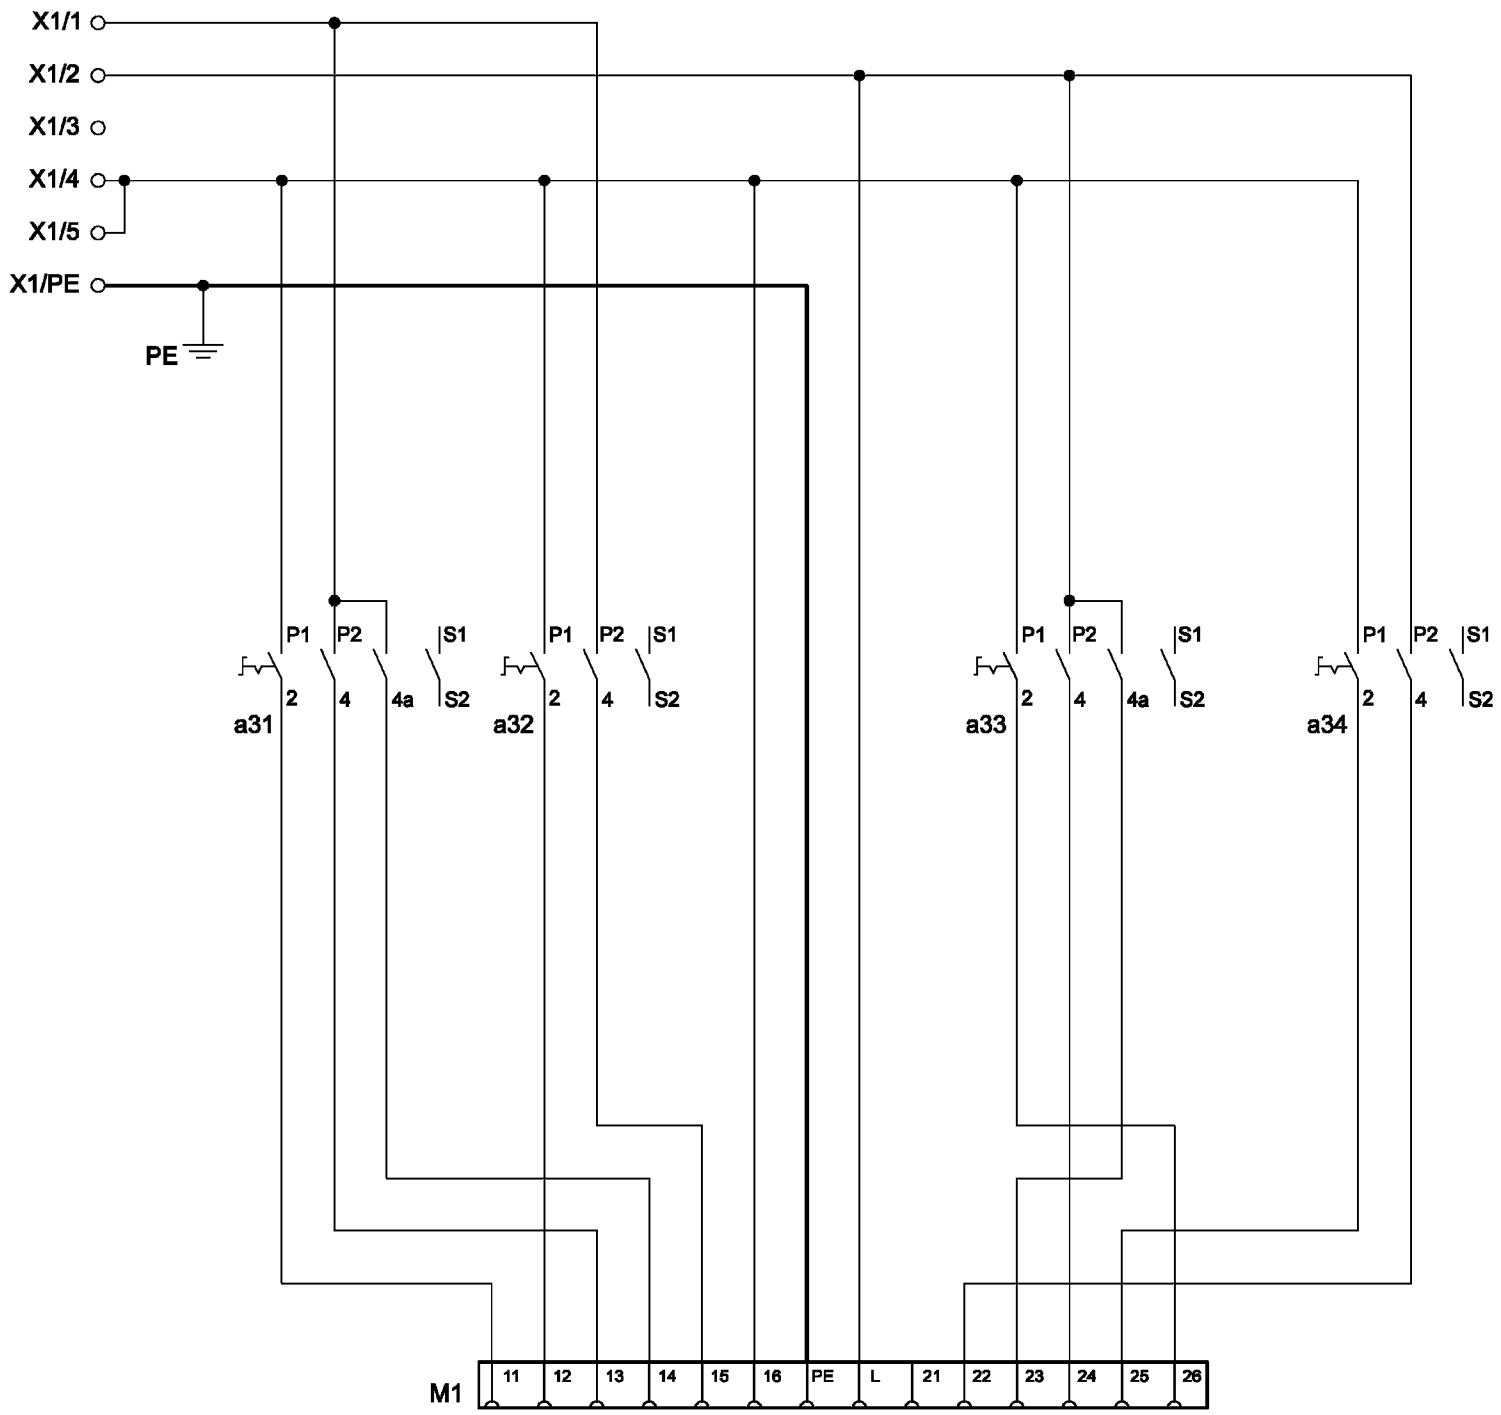 X1/1
X1/2
X1/3
X1/4
X1/5
X1/PE
PE
P1 P2 S1 P1 P2 S1 P1 P2 S1 P1 P2 S1
2 4 4a S2 2 4 S2 2 4 4a S2 2 4 S2
a31 a32 a33 a34
M1 11 12 13 14 15 16 PE L 21 22 23 24 25 26